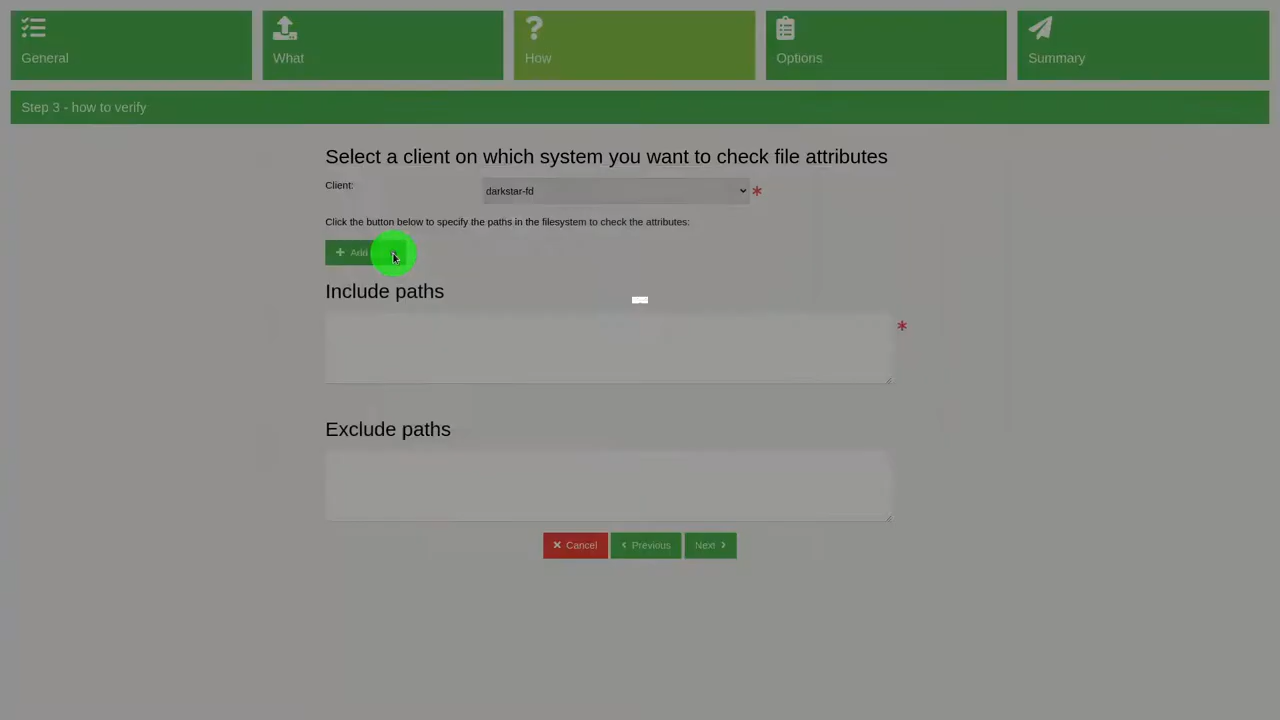 General
What
How
Options
Summary
Step 3 - how to verify
Select a client on which system you want to check file attributes
Client:
darkstar-fd
Click the button below to specify the paths in the filesystem to check the attributes:
Add
Include paths
Exclude paths
Cancel
Previous
Next